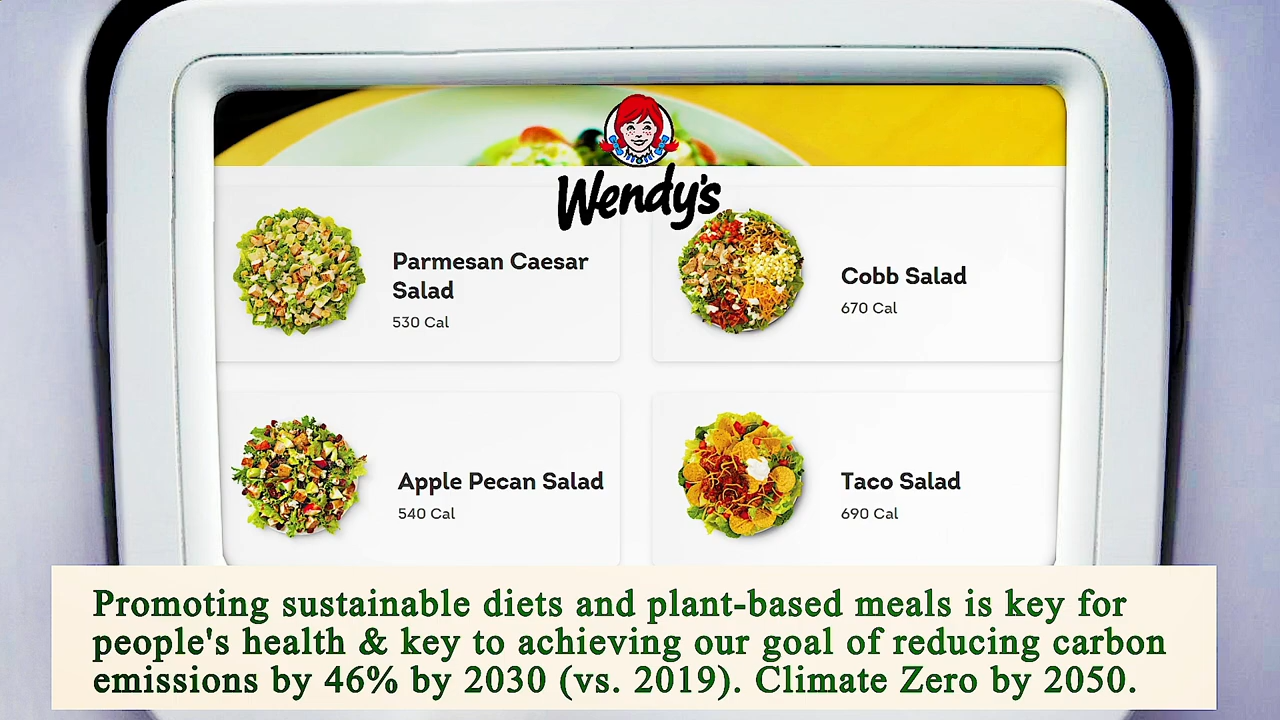 Wendy's
Parmesan Caesar
Salad
530 Cal
Cobb Salad
670 Cal
Apple Pecan Salad
540 Cal
Taco Salad
690 Cal
Promoting sustainable diets and plant-based meals is key for
people's health & key to achieving our goal of reducing carbon
emissions by 46% by 2030 (vs. 2019). Climate Zero by 2050.